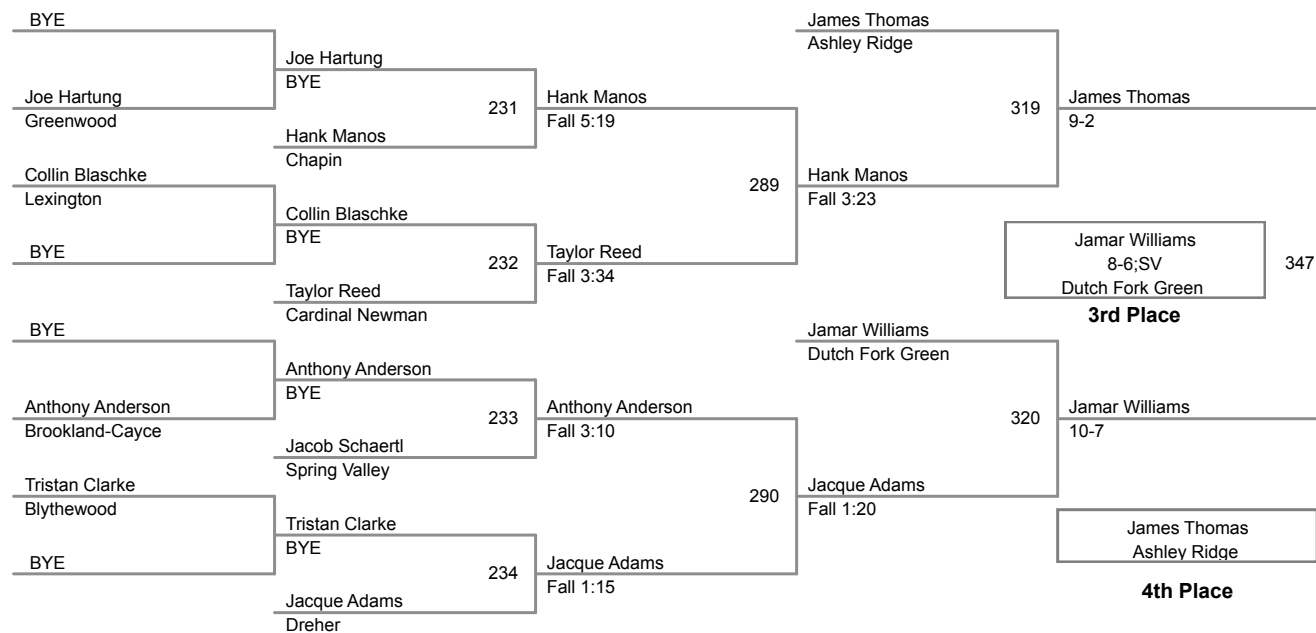 BYE
Joe Hartung
Greenwood
Collin Blaschke
Lexington
BYE
BYE
Anthony Anderson
Brookland-Cayce
Tristan Clarke
Blythewood
BYE
Joe Hartung
BYE
231
Hank Manos
Chapin
Collin Blaschke
BYE
232
Taylor Reed
Cardinal Newman
Anthony Anderson
BYE
233
Jacob Schaertl
Spring Valley
Tristan Clarke
BYE
234
Jacque Adams
Dreher
Hank Manos
Fall 5:19
289
Taylor Reed
Fall 3:34
Anthony Anderson
Fall 3:10
290
Jacque Adams
Fall 1:15
James Thomas
Ashley Ridge
319
Hank Manos
Fall 3:23
Jamar Williams
Dutch Fork Green
320
Jacque Adams
Fall 1:20
James Thomas
9-2
Jamar Williams
8-6;SV
Dutch Fork Green
347
3rd Place
Jamar Williams
10-7
James Thomas
Ashley Ridge
4th Place